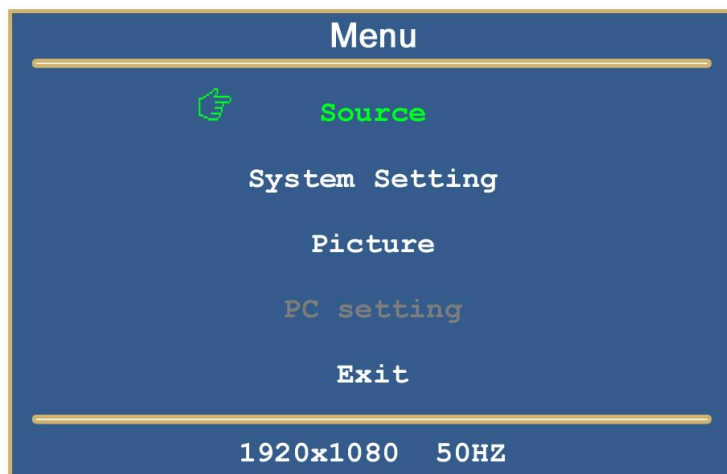 Menu
Source
System Setting
Picture
PC setting
Exit
1920x1080 50HZ